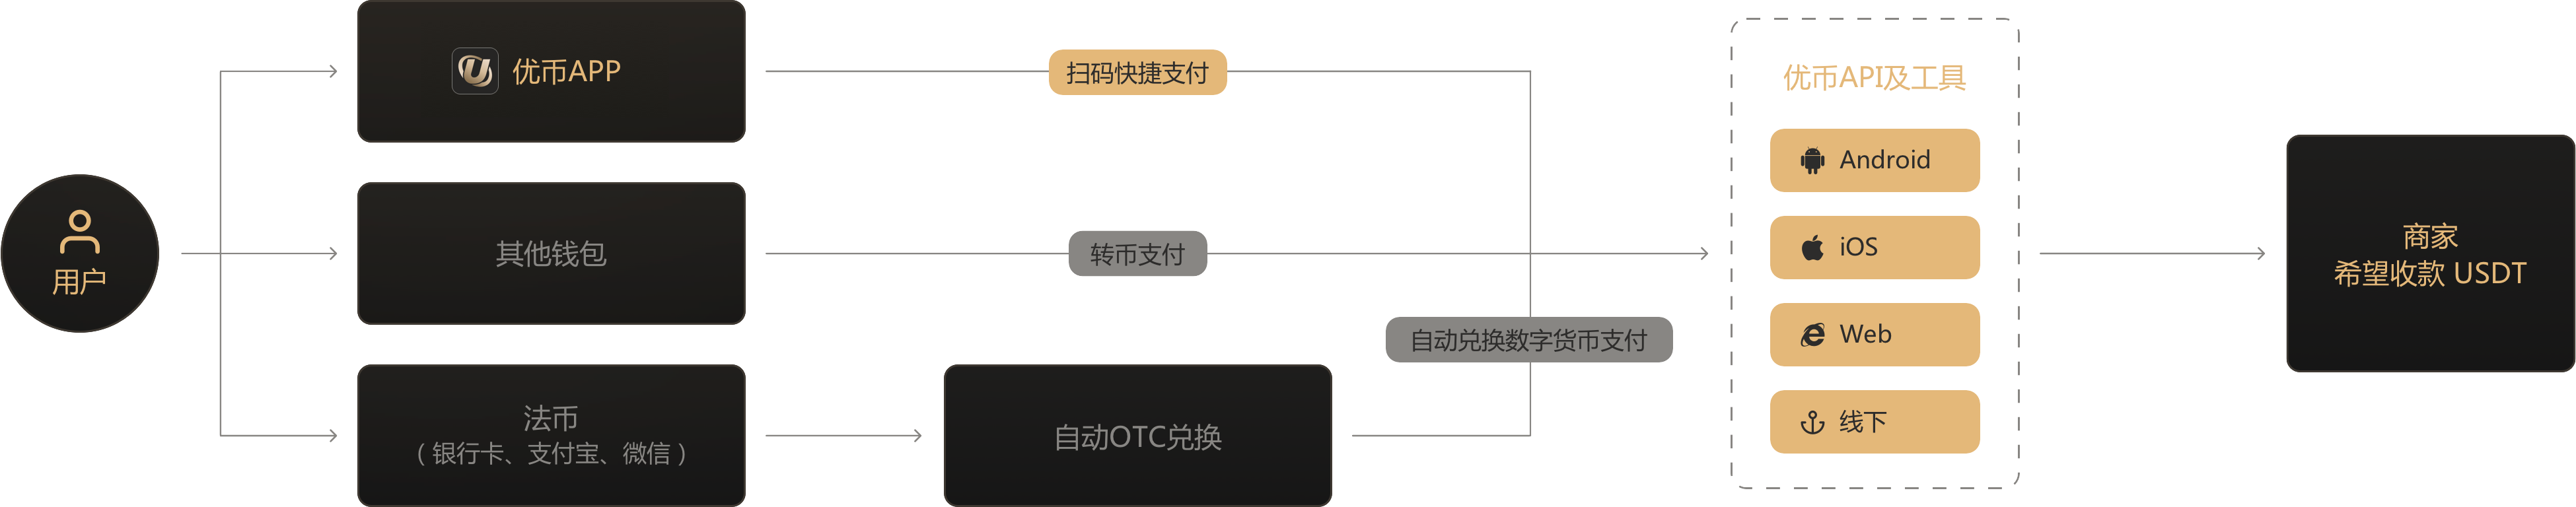 用户
优币APP
扫码快捷支付
其他钱包
转币支付
法币
（银行卡、支付宝、微信）
自动OTC兑换
自动兑换数字货币支付
优币API及工具
Android
iOS
Web
线下
商家
希望收款 USDT